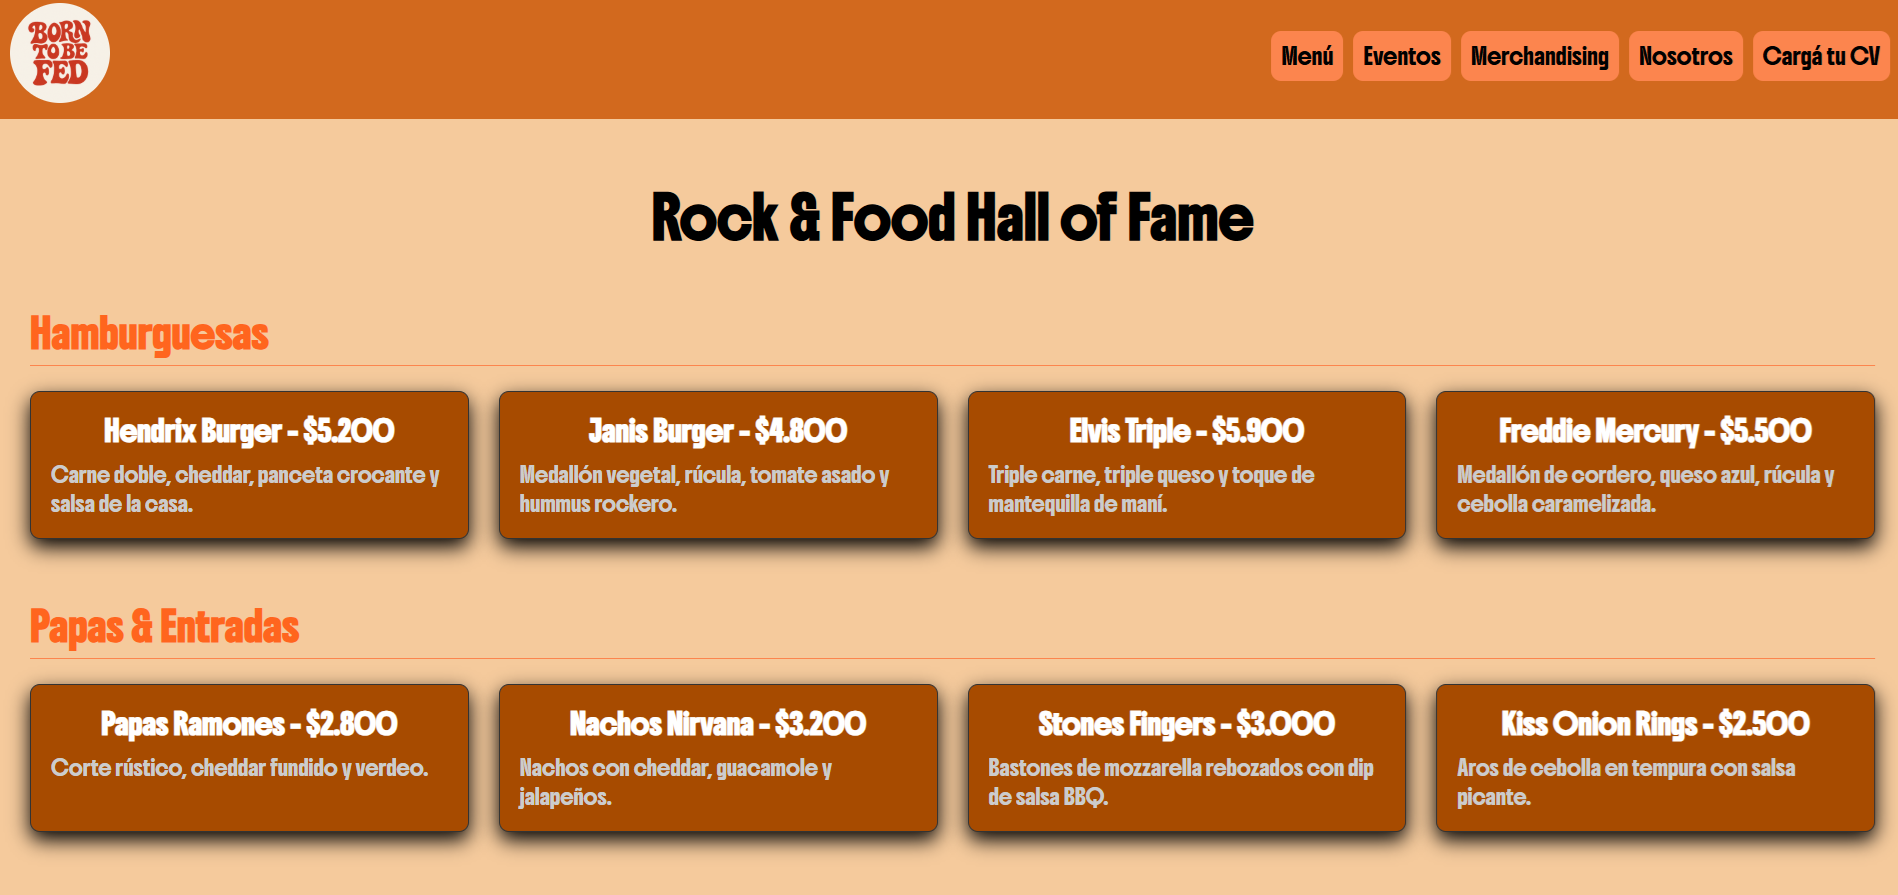 BORN
TO BE
FED
Menú Eventos Merchandising Nosotros Cargá tu CV
Rock & Food Hall of Fame
Hamburguesas
Hendrix Burger - $5.200
Carne doble, cheddar, panceta crocante y
salsa de la casa.
Janis Burger - $4.800
Medallón vegetal, rúcula, tomate asado y
hummus rockero.
Elvis Triple - $5.900
Triple carne, triple queso y toque de
mantequilla de maní.
Freddie Mercury - $5.500
Medallón de cordero, queso azul, rúcula y
cebolla caramelizada.
Papas & Entradas
Papas Ramones - $2.800
Corte rústico, cheddar fundido y verdeo.
Nachos Nirvana - $3.200
Nachos con cheddar, guacamole y
jalapeños.
Stones Fingers - $3.000
Bastones de mozzarella rebozados con dip
de salsa BBQ.
Kiss Onion Rings - $2.500
Aros de cebolla en tempura con salsa
picante.